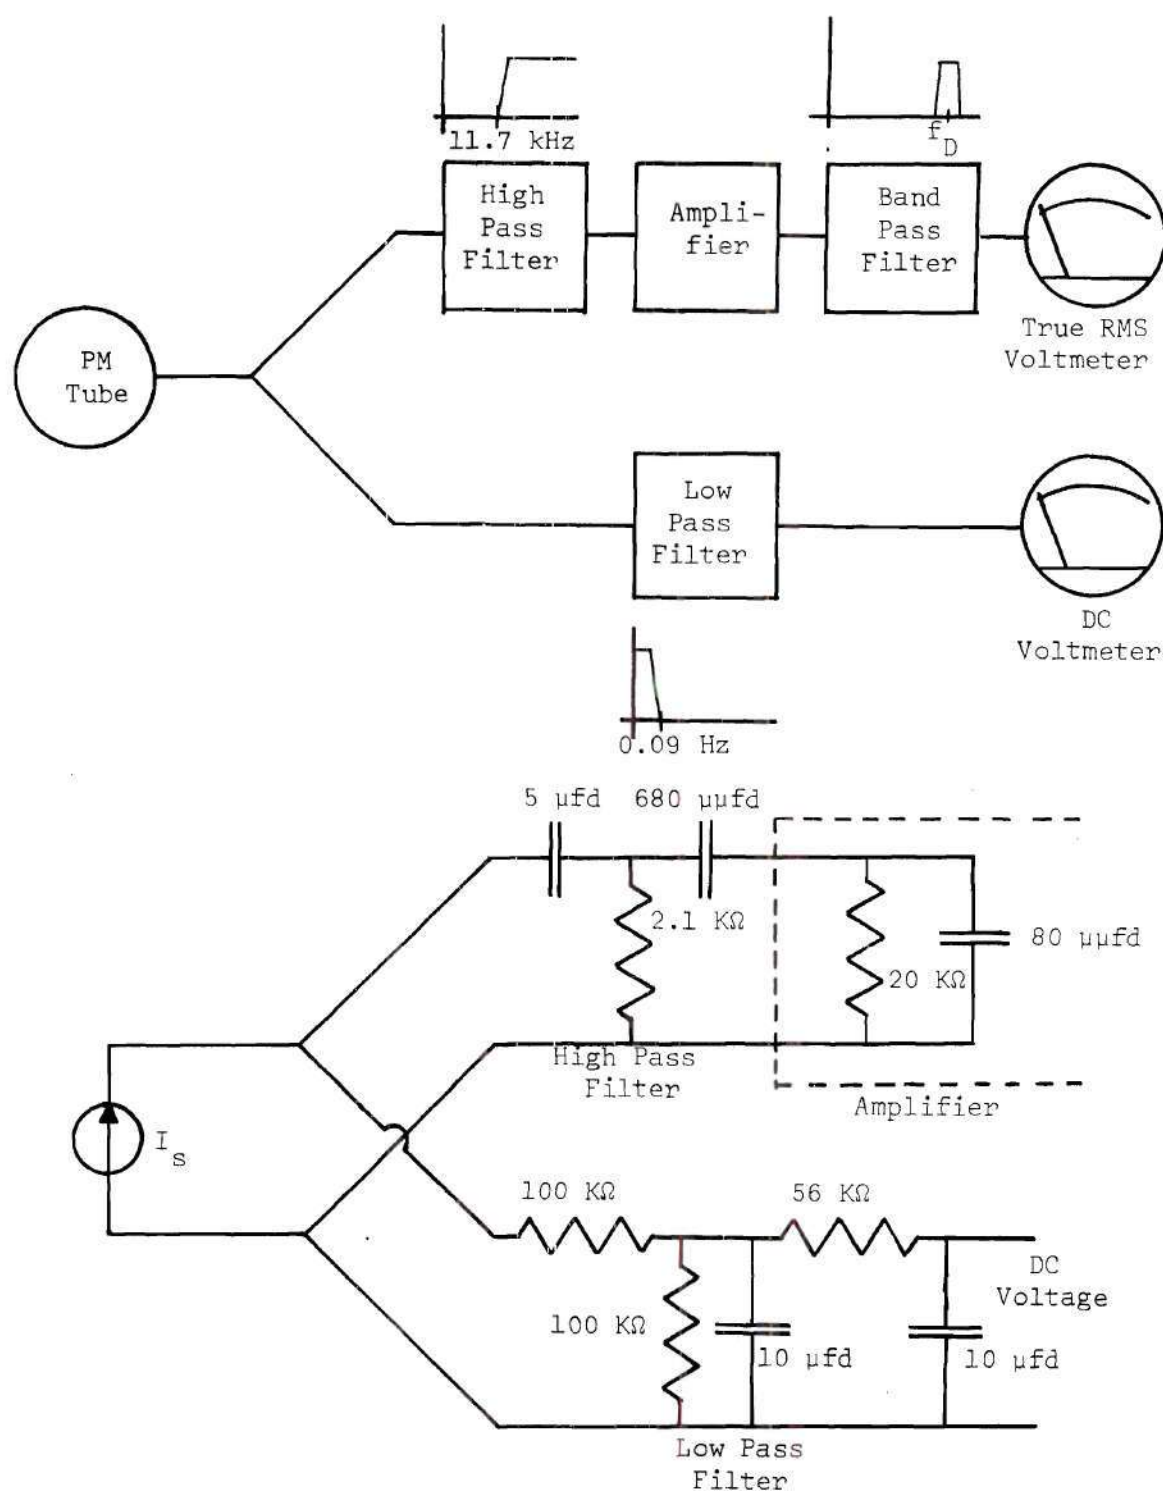 11.7 kHz
f
D
High
Pass
Filter
Ampli-
fier
Band
Pass
Filter
True RMS
Voltmeter
PM
Tube
Low
Pass
Filter
DC
Voltmeter
0.09 Hz
5 μfd
680 μμfd
2.1 KΩ
20 KΩ
80 μμfd
High Pass
Filter
Amplifier
I
s
100 KΩ
56 KΩ
DC
Voltage
100 KΩ
10 μfd
10 μfd
Low Pass
Filter